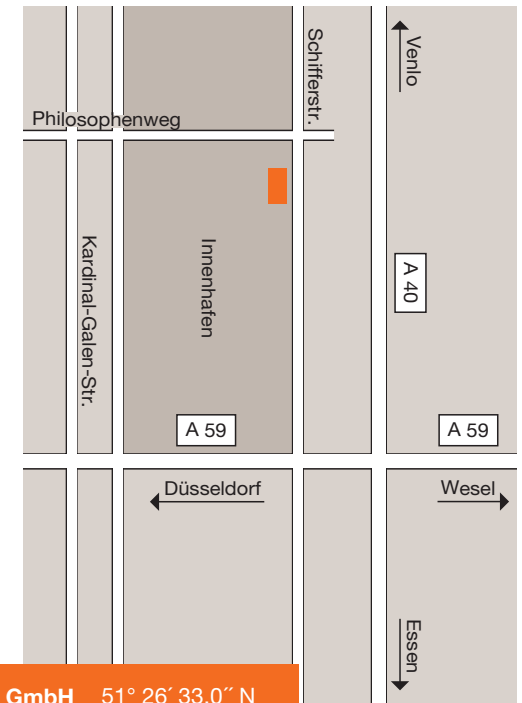 Schifferstr.
Venlo
Philosophenweg
Kardinal-Galen-Str.
Innenhafen
A 40
A 59
A 59
Düsseldorf
Wesel
Essen
GmbH 51° 26´ 33.0˝ N